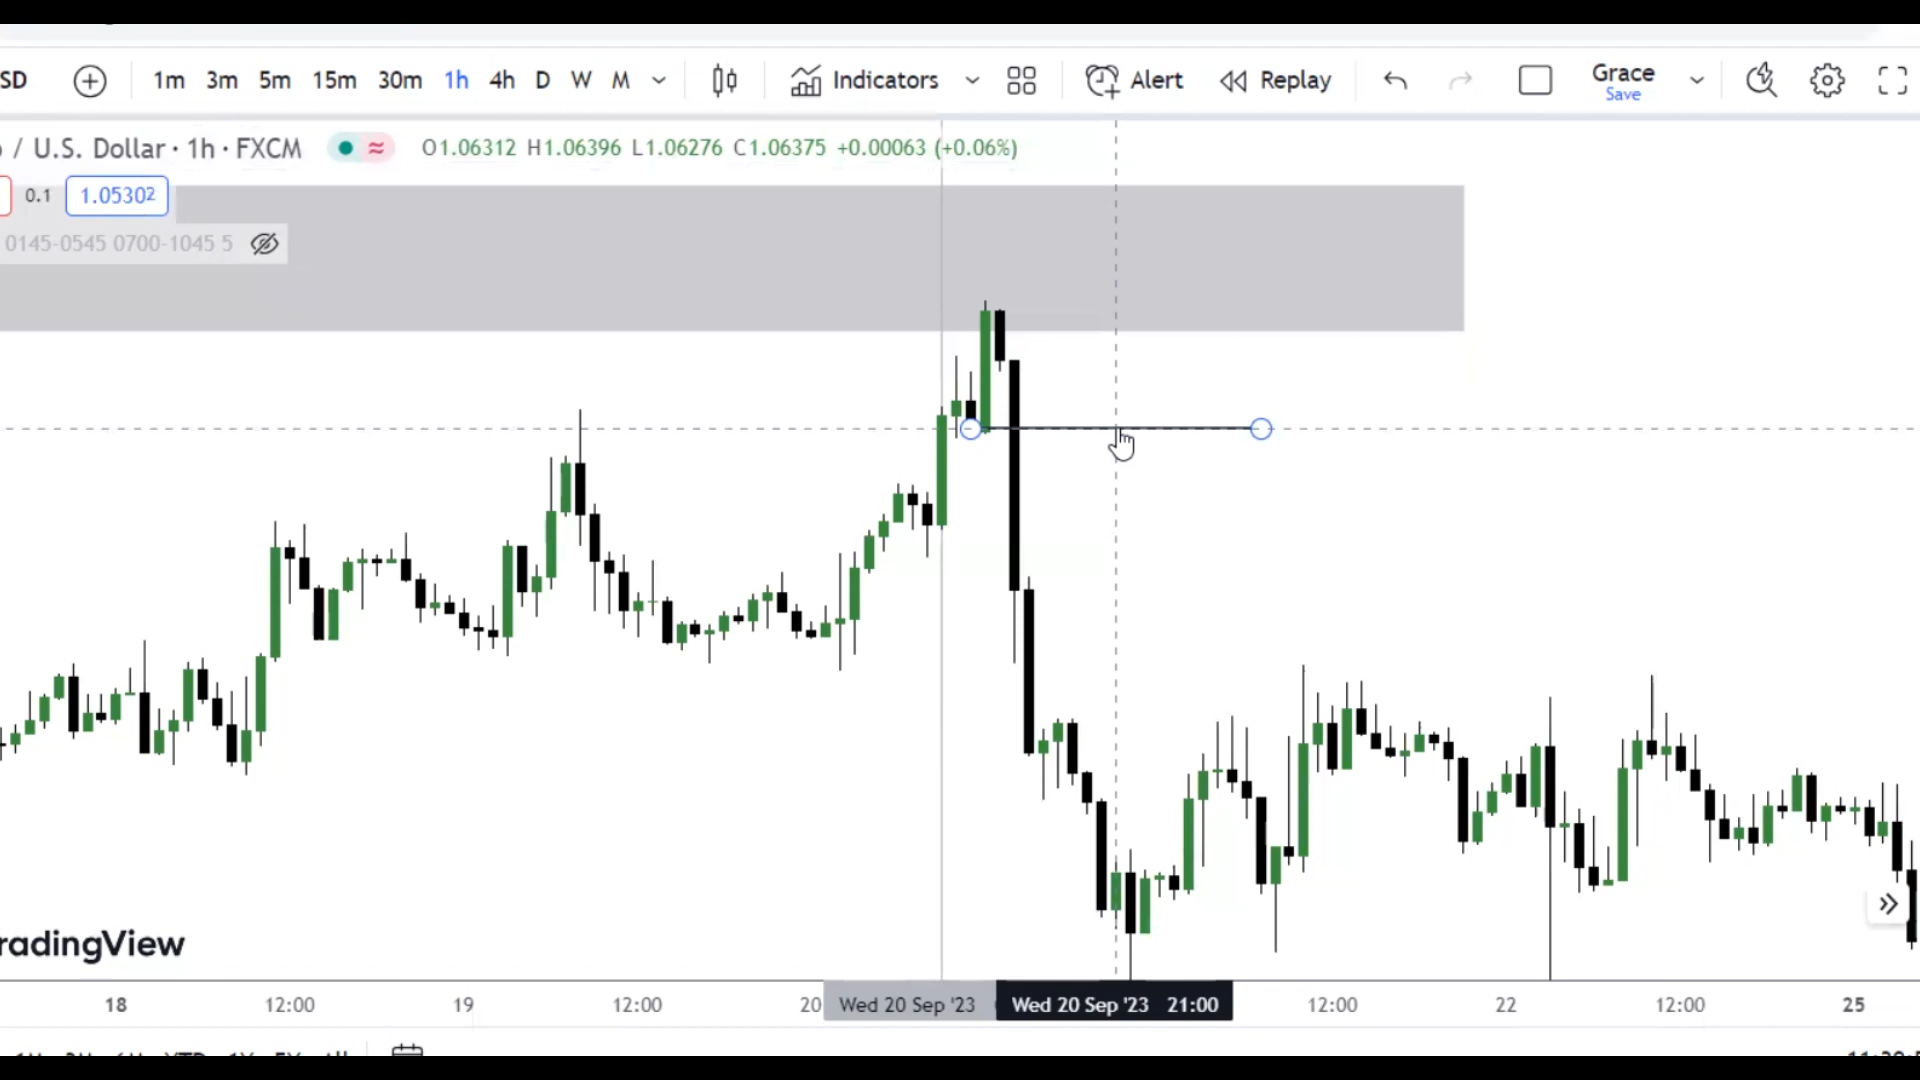 SD 1m 3m 5m 15m 30m 1h 4h D W M Indicators Alert Replay Grace
Save
/ U.S. Dollar · 1h · FXCM O1.06312 H1.06396 L1.06276 C1.06375 +0.00063 (+0.06%)
0.1 1.05302
0145-0545 0700-1045 5
radingView
18 12:00 19 12:00 20 Wed 20 Sep '23 Wed 20 Sep '23 21:00 12:00 22 12:00 25